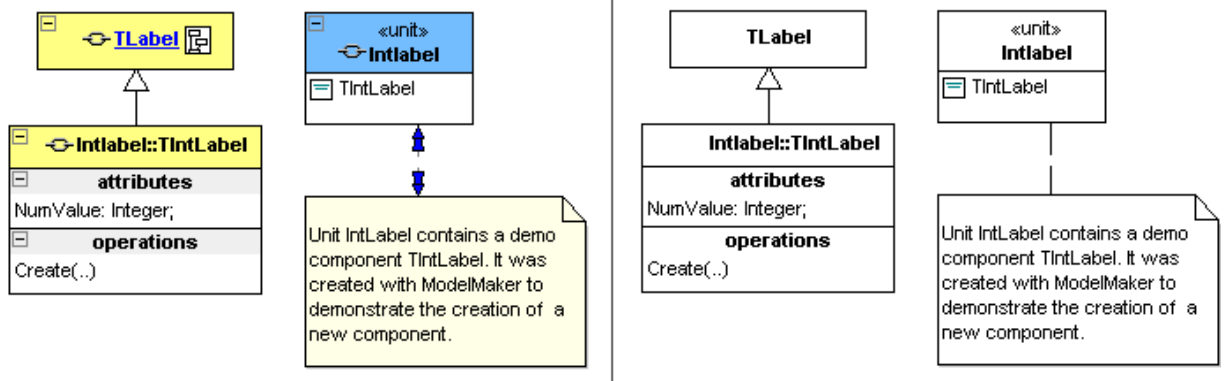 TLabel
«unit»
Intlabel
TIntLabel
Intlabel::TIntLabel
attributes
NumValue: Integer;
operations
Create(..)
Unit IntLabel contains a demo
component TIntLabel. It was
created with ModelMaker to
demonstrate the creation of  a
new component.
TLabel
«unit»
Intlabel
TIntLabel
Intlabel::TIntLabel
attributes
NumValue: Integer;
operations
Create(..)
Unit IntLabel contains a demo
component TIntLabel. It was
created with ModelMaker to
demonstrate the creation of  a
new component.